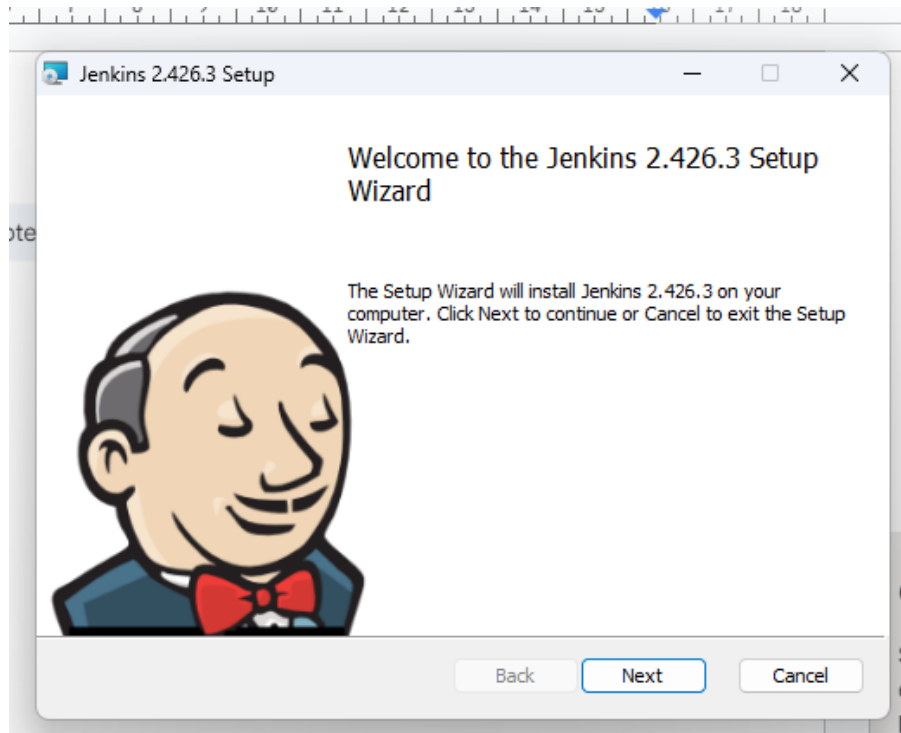 Jenkins 2.426.3 Setup
Welcome to the Jenkins 2.426.3 Setup
Wizard
The Setup Wizard will install Jenkins 2.426.3 on your
computer. Click Next to continue or Cancel to exit the Setup
Wizard.
Back Next Cancel